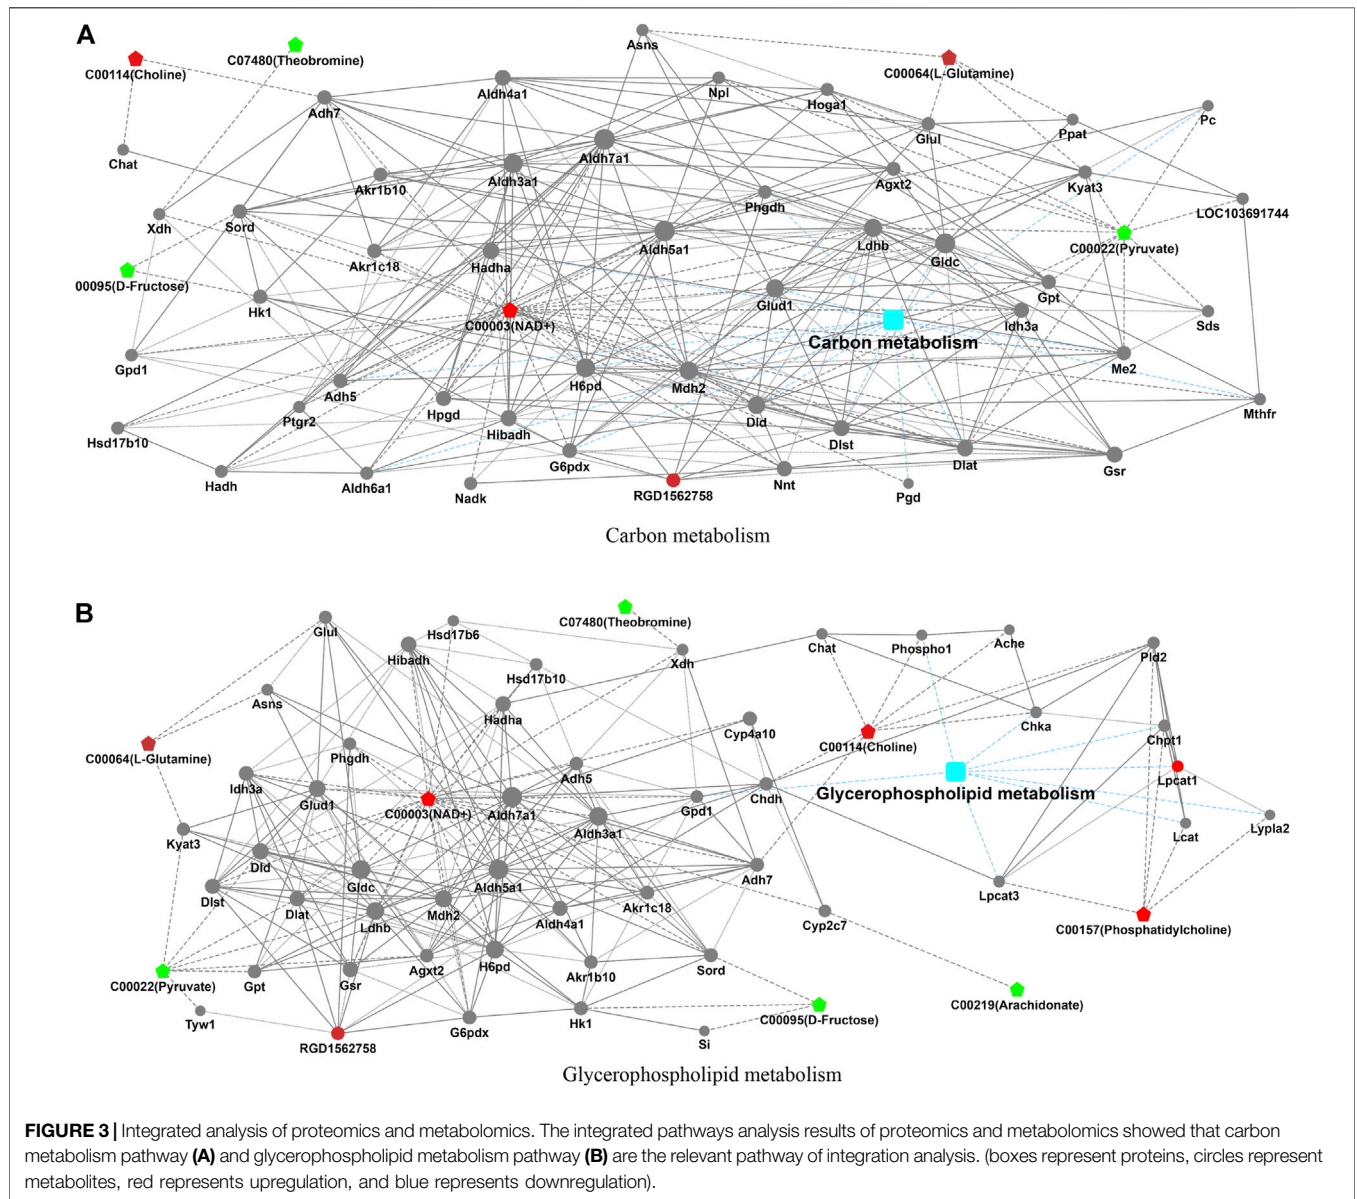 A
Asns
C00114(Choline)
C07480(Theobromine)
C00064(L-Glutamine)
Aldh4a1
Npl
Hoga1
Adh7
Pc
Glul
Ppat
Chat
Aldh7a1
Aldh3a1
Akr1b10
Agxt2
Kyat3
Phgdh
LOC103691744
Xdh
Sord
Aldh5a1
Ldhb
Gldc
C00022(Pyruvate)
Akr1c18
Hadha
00095(D-Fructose)
Hk1
Glud1
Gpt
C00003(NAD+)
Idh3a
Sds
Carbon metabolism
Gpd1
Me2
H6pd
Mdh2
Adh5
Ptgr2
Hpgd
Mthfr
Hsd17b10
Hibadh
Dld
Dlst
Dlat
Gsr
G6pdx
Hadh
Aldh6a1
Nadk
RGD1562758
Nnt
Pgd
Carbon metabolism
B
C07480(Theobromine)
Glul
Hsd17b6
Hibadh
Xdh
Chat
Phospho1
Ache
Pld2
Hsd17b10
Asns
Hadha
Cyp4a10
Chka
Chpt1
C00064(L-Glutamine)
Phgdh
C00114(Choline)
Adh5
Lpcat1
Idh3a
Glud1
C00003(NAD+)
Aldh7a1
Gpd1
Chdh
Glycerophospholipid metabolism
Aldh3a1
Lypla2
Lcat
Kyat3
Dld
Gldc
Aldh5a1
Adh7
Lpcat3
Dlst
Dlat
Ldhb
Mdh2
Aldh4a1
Akr1c18
Cyp2c7
C00157(Phosphatidylcholine)
C00022(Pyruvate)
Gpt
Gsr
Agxt2
H6pd
Akr1b10
Sord
C00219(Arachidonate)
Tyw1
RGD1562758
G6pdx
Hk1
C00095(D-Fructose)
Si
Glycerophospholipid metabolism
FIGURE 3 | Integrated analysis of proteomics and metabolomics. The integrated pathways analysis results of proteomics and metabolomics showed that carbon
metabolism pathway (A) and glycerophospholipid metabolism pathway (B) are the relevant pathway of integration analysis. (boxes represent proteins, circles represent
metabolites, red represents upregulation, and blue represents downregulation).